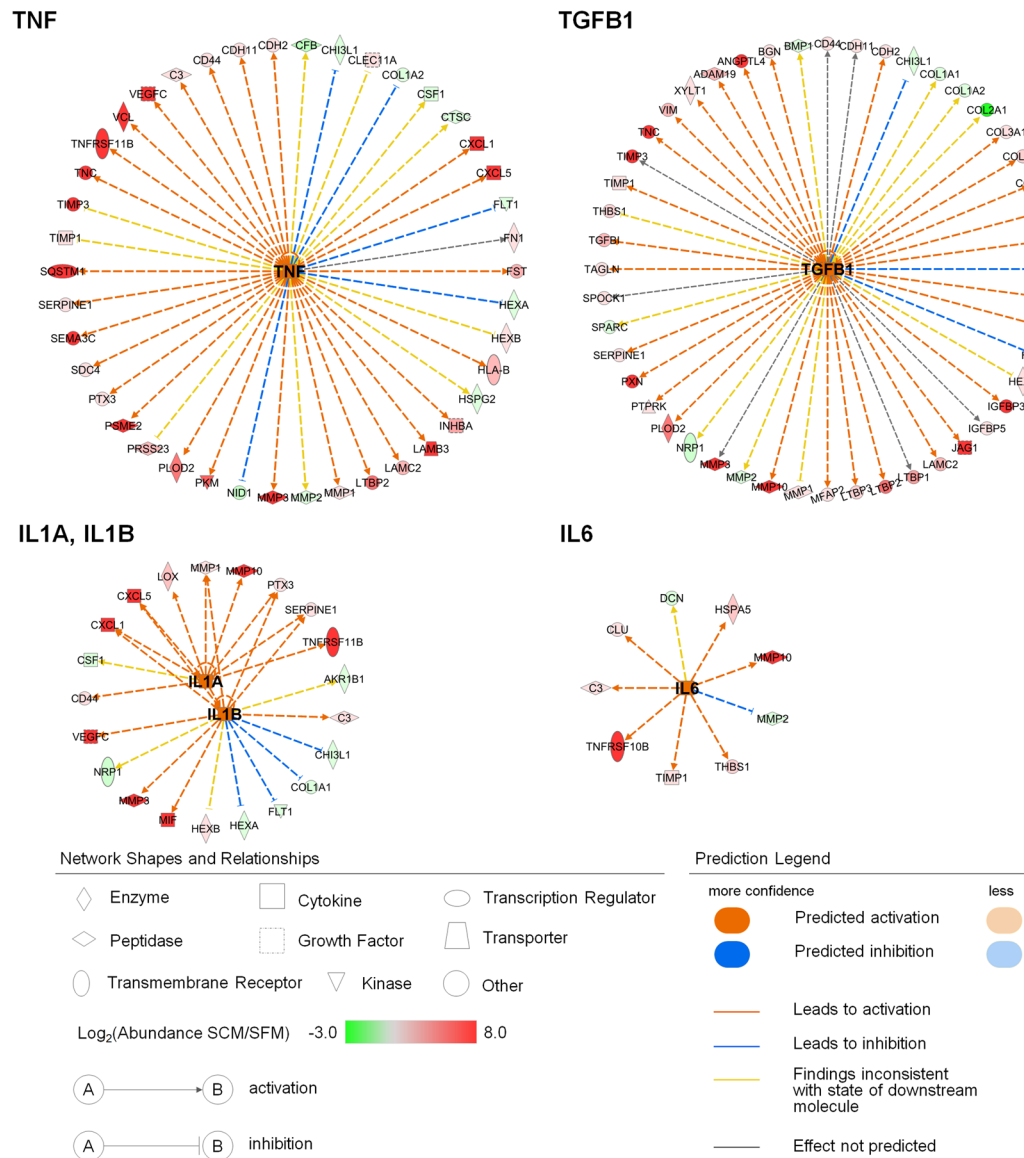 TNF
TGFB1
CDH2
CFB
CHI3L1
CDH11
CLEC11A
CD44
COL1A2
C3
CSF1
VEGFC
CTSC
VCL
CXCL1
TNFRSF11B
CXCL5
TNC
FLT1
TIMP3
FN1
TIMP1
TNF
FST
SQSTM1
HEXA
SERPINE1
HEXB
SEMA3C
HLA-B
SDC4
HSPG2
PTX3
INHBA
PSME2
LAMB3
PRSS23
LAMC2
PLOD2
LTBP2
PKM
MMP1
NID1
MMP3
MMP2
CD44
CDH11
BMP1
CDH2
BGN
CHI3L1
ANGPTL4
COL1A1
ADAM19
COL1A2
XYLT1
COL2A1
VIM
COL3A1
TNC
COL
TIMP3
TIMP1
C
THBS1
TGFBI
TAGLN
TGFB1
SPOCK1
SPARC
SERPINE1
PXN
HE
PTPRK
IGFBP3
PLOD2
IGFBP5
NRP1
JAG1
MMP3
LAMC2
MMP2
LTBP1
MMP10
LTBP2
MMP1
LTBP3
MFAP2
IL1A, IL1B
IL6
MMP1
MMP10
LOX
PTX3
CXCL5
SERPINE1
CXCL1
TNFRSF11B
CSF1
IL1A
AKR1B1
CD44
IL1B
C3
VEGFC
CHI3L1
NRP1
COL1A1
MMP3
FLT1
MIF
HEXB
HEXA
DCN
HSPA5
CLU
MMP10
C3
IL6
MMP2
TNFRSF10B
THBS1
TIMP1
Network Shapes and Relationships
Enzyme
Cytokine
Transcription Regulator
Peptidase
Growth Factor
Transporter
Transmembrane Receptor
Kinase
Other
Log2(Abundance SCM/SFM)
-3.0
8.0
A
B
activation
A
B
inhibition
Prediction Legend
more confidence
less
Predicted activation
Predicted inhibition
Leads to activation
Leads to inhibition
Findings inconsistent
with state of downstream
molecule
Effect not predicted